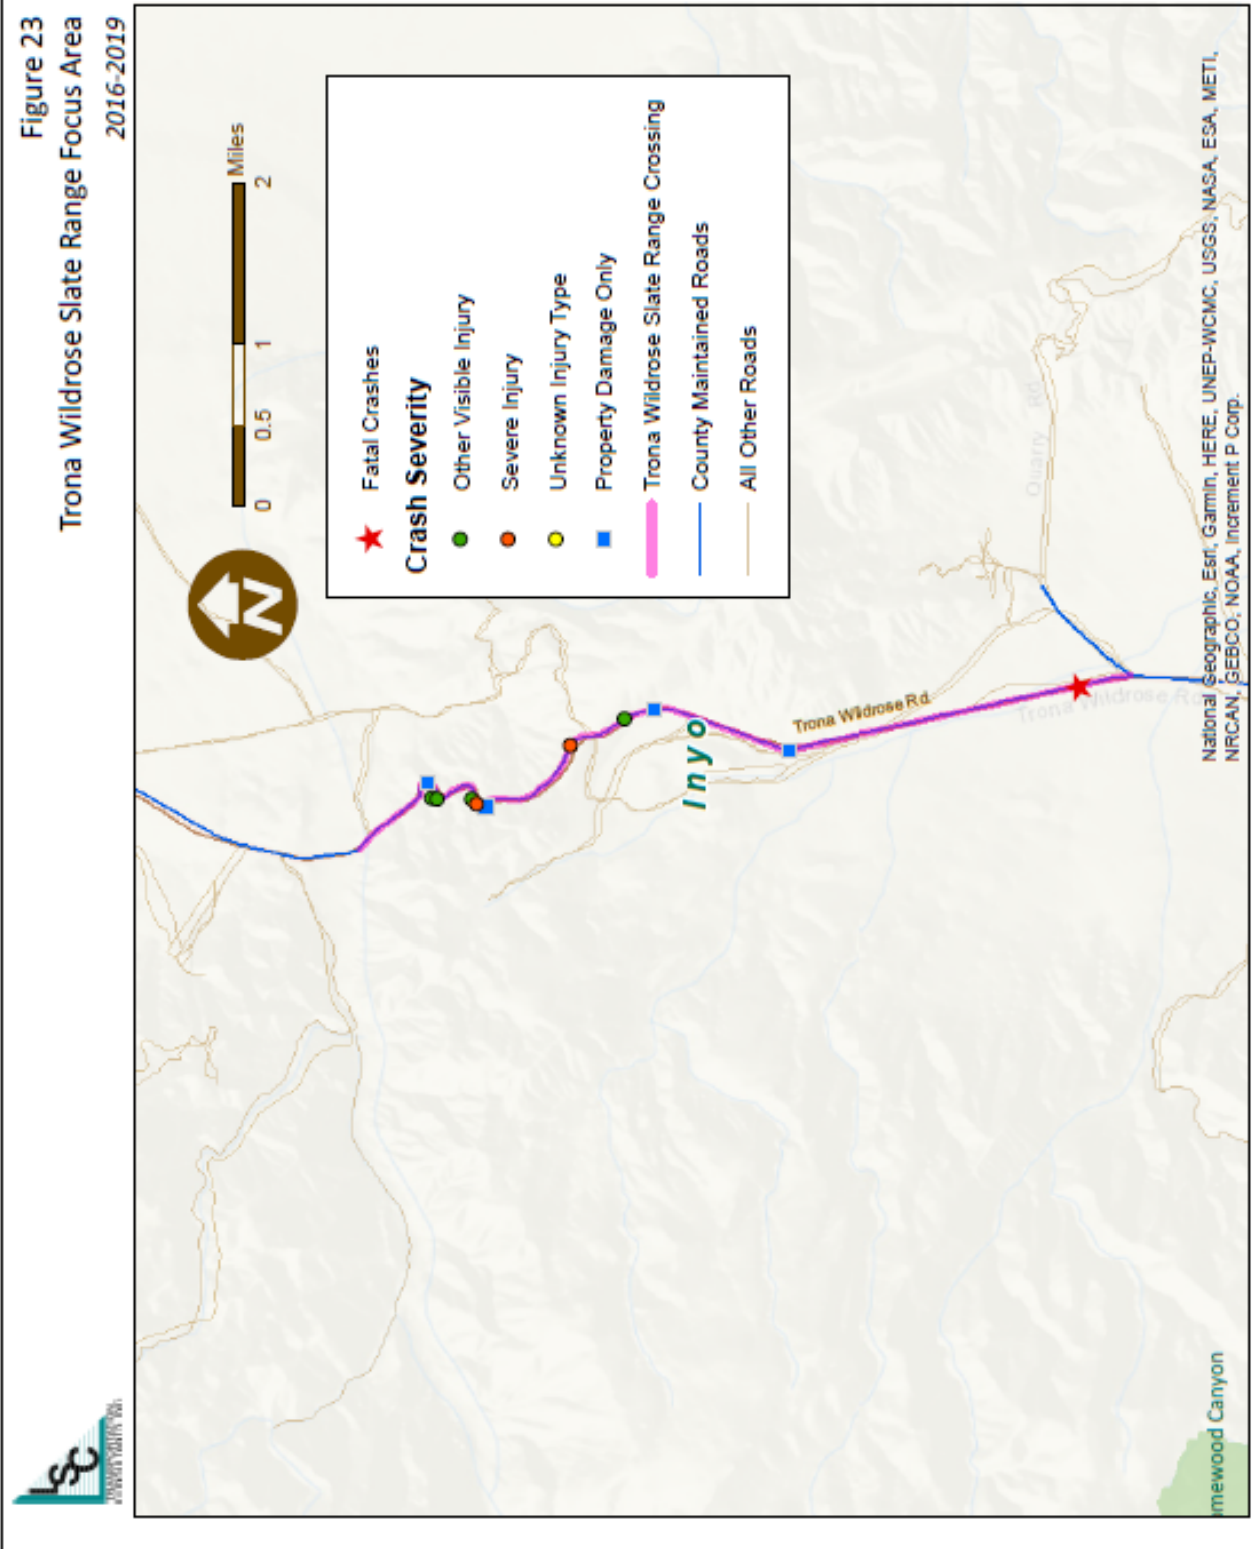 Figure 23
Trona Wildrose Slate Range Focus Area
2016-2019
LSC
N
Miles
0 0.5 1 2
Fatal Crashes
Crash Severity
Other Visible Injury
Severe Injury
Unknown Injury Type
Property Damage Only
Trona Wildrose Slate Range Crossing
County Maintained Roads
All Other Roads
Inyo
Trona Wildrose Rd
Trona Wildrose Rd
Quarry Rd
omewood Canyon
National Geographic, Esri, Garmin, HERE, UNEP-WCMC, USGS, NASA, ESA, METI,
NRCAN, GEBCO, NOAA, Increment P Corp.